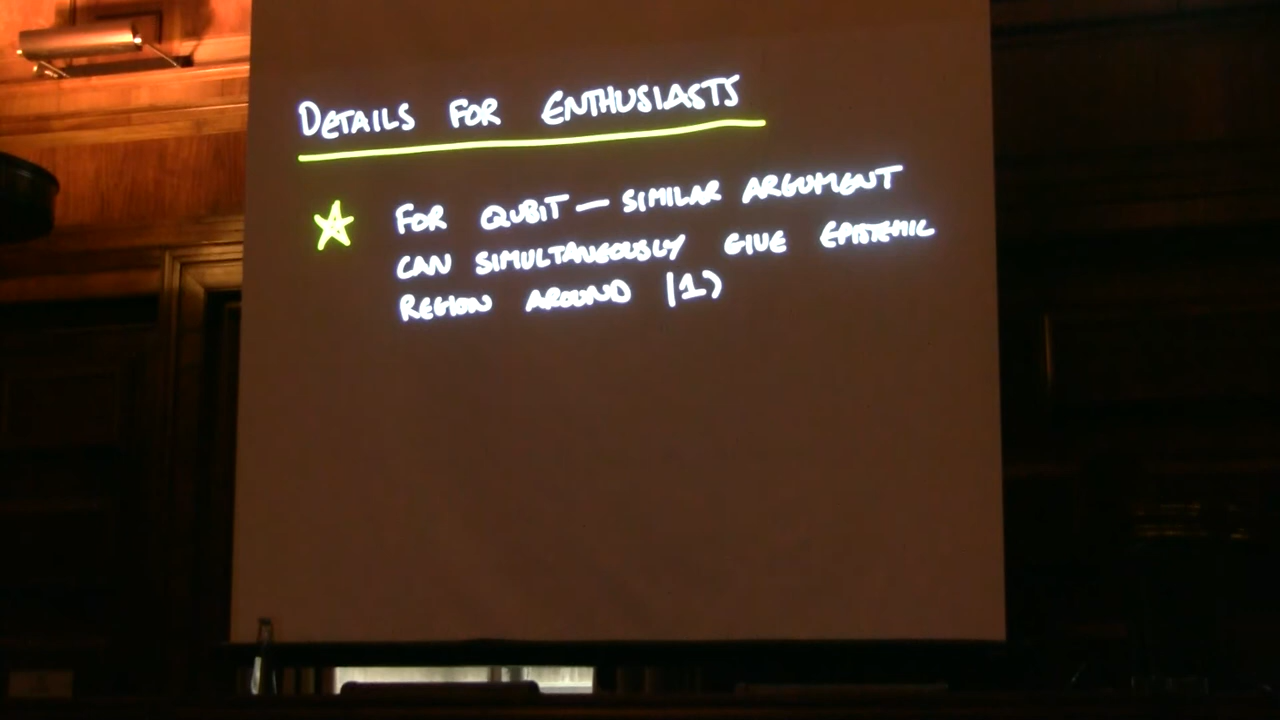 DETAILS FOR ENTHUSIASTS
FOR QUBIT — SIMILAR ARGUMENT
CAN SIMULTANEOUSLY GIVE EPISTEMIC
REGION AROUND |1⟩